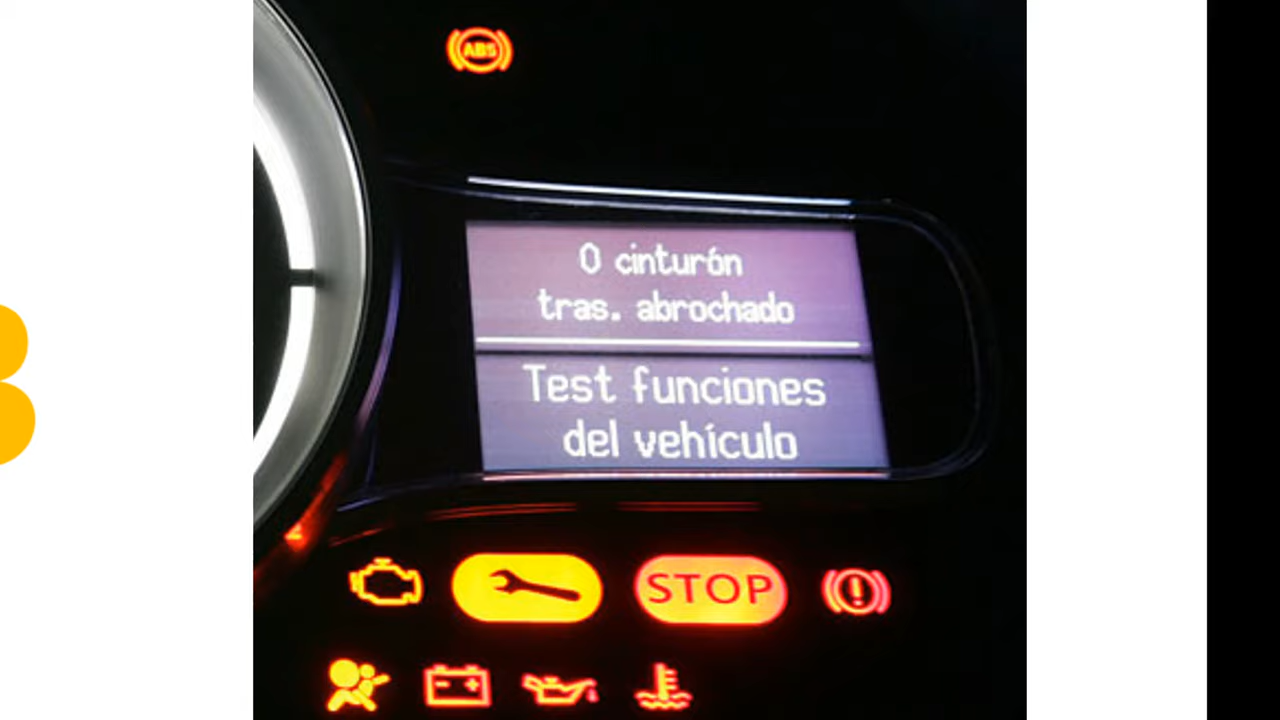 ABS
0 cinturón
tras. abrochado
Test funciones
del vehículo
STOP